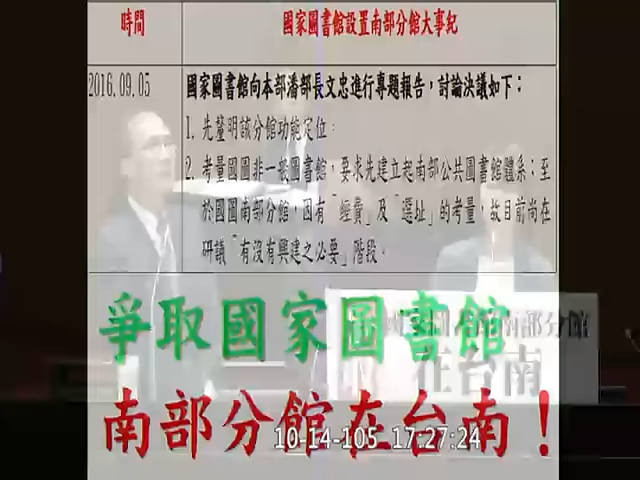 時間 國家圖書館設置南部分館大事紀
2016.09.05 國家圖書館向本部潘部長文忠進行專題報告，討論決議如下：
1. 先釐明該分館功能定位。
2. 考量國圖非一般圖書館，要求先建立起南部公共圖書館體系；至
於國圖南部分館，因有「經費」及「選址」的考量，故目前尚在
研議「有沒有興建之必要」階段。
爭取國家圖書館
南部分館在台南！
南部分館
在台南
10-14-105 17:27:24